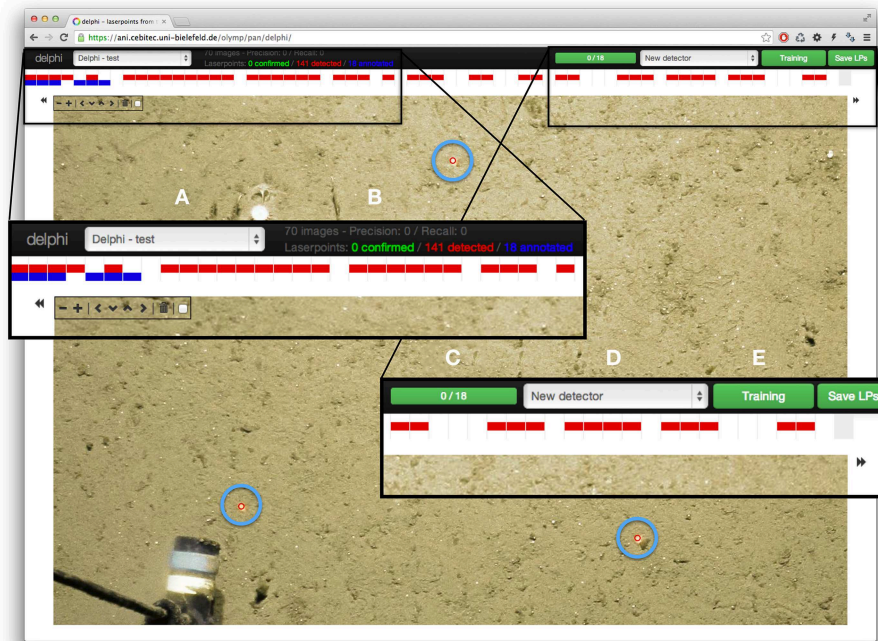 delphi – laserpoints from
https://ani.cebitec.uni-bielefeld.de/olymp/pan/delphi/
delphi
Delphi - test
70 images - Precision: 0 / Recall: 0
Laserpoints: 0 confirmed / 141 detected / 18 annotated
0 / 18
New detector
Training
Save LPs
A
B
delphi
Delphi - test
70 images - Precision: 0 / Recall: 0
Laserpoints: 0 confirmed / 141 detected / 18 annotated
C
D
E
0 / 18
New detector
Training
Save LPs